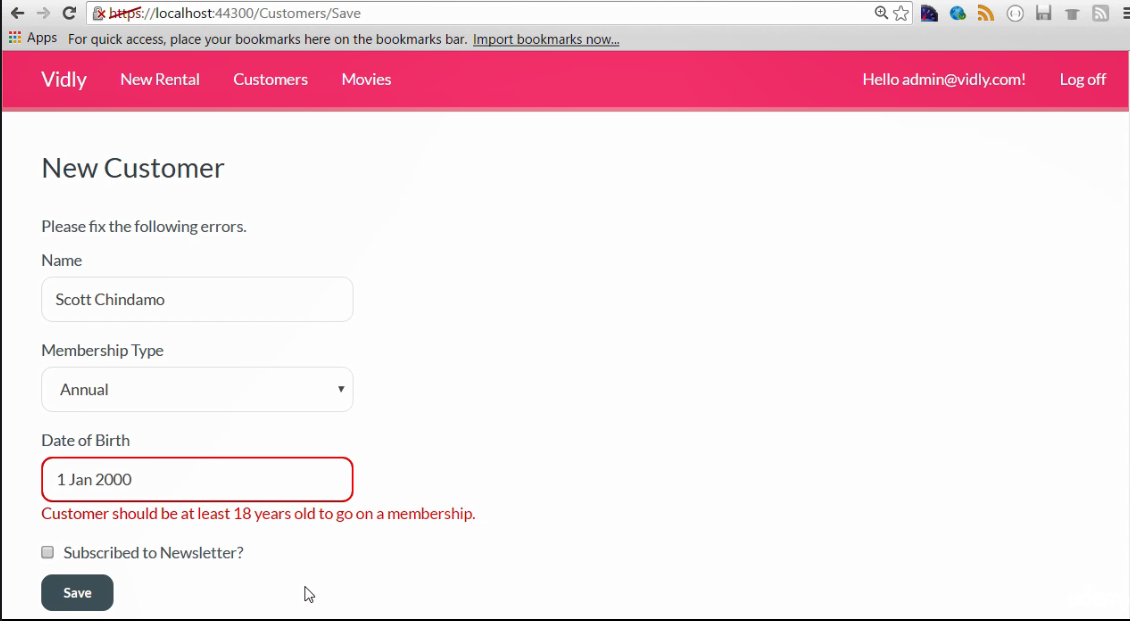 https://localhost:44300/Customers/Save
Apps For quick access, place your bookmarks here on the bookmarks bar. Import bookmarks now...
Vidly New Rental Customers Movies Hello admin@vidly.com! Log off
New Customer
Please fix the following errors.
Name
Scott Chindamo
Membership Type
Annual
Date of Birth
1 Jan 2000
Customer should be at least 18 years old to go on a membership.
Subscribed to Newsletter?
Save